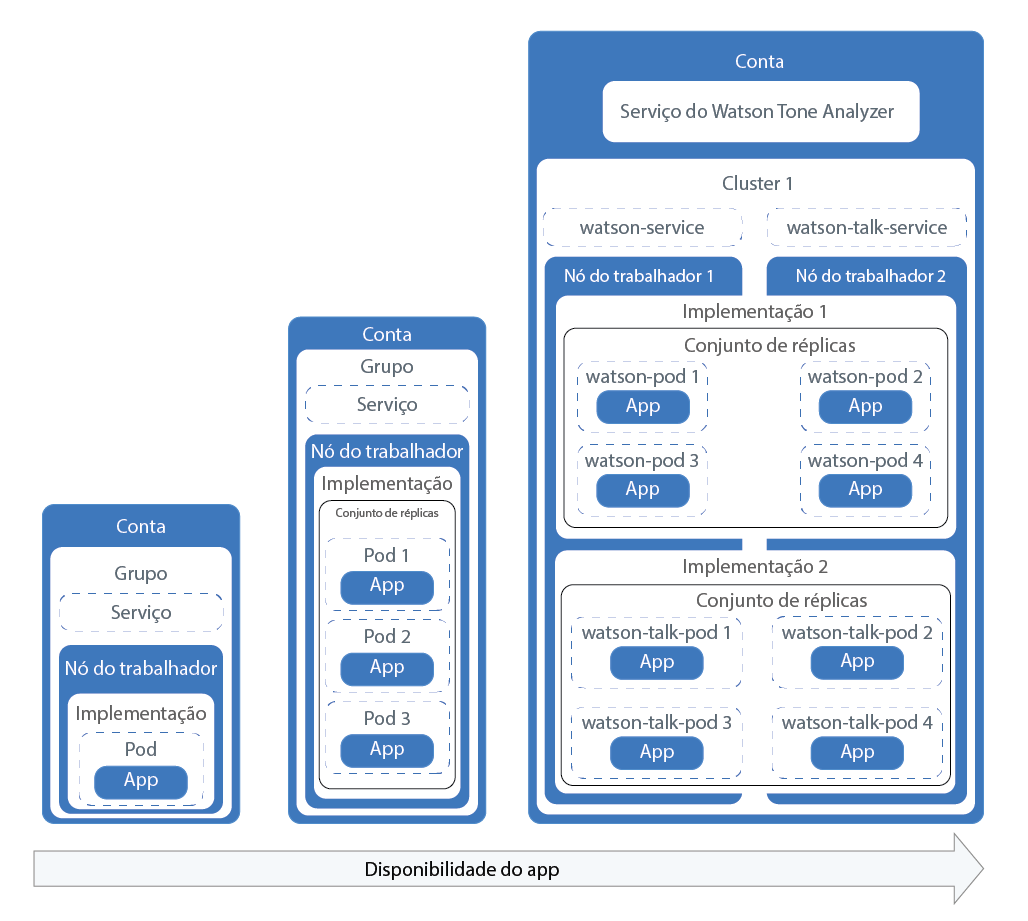 Conta
Grupo
Serviço
Nó do trabalhador
Implementação
Pod
App
Conta
Grupo
Serviço
Nó do trabalhador
Implementação
Conjunto de réplicas
Pod 1
App
Pod 2
App
Pod 3
App
Conta
Serviço do Watson Tone Analyzer
Cluster 1
watson-service
watson-talk-service
Nó do trabalhador 1
Nó do trabalhador 2
Implementação 1
Conjunto de réplicas
watson-pod 1
App
watson-pod 2
App
watson-pod 3
App
watson-pod 4
App
Implementação 2
Conjunto de réplicas
watson-talk-pod 1
App
watson-talk-pod 2
App
watson-talk-pod 3
App
watson-talk-pod 4
App
Disponibilidade do app